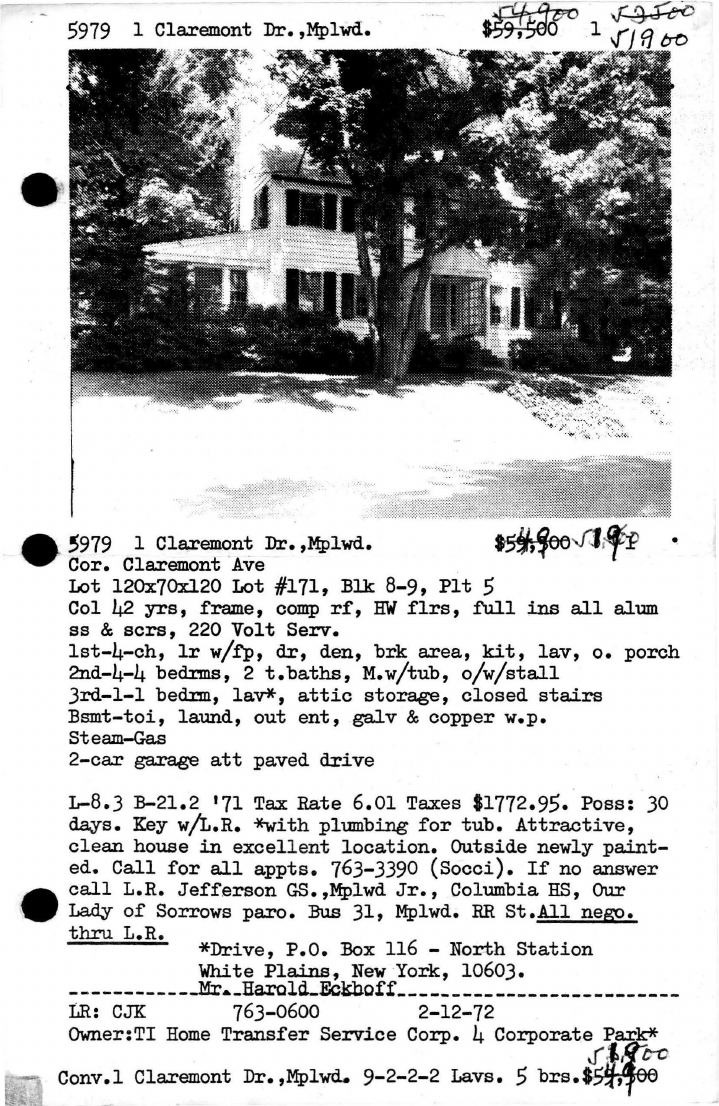 54,900 52500
5979 1 Claremont Dr.,Mplwd. $59,500 1 51900
5979 1 Claremont Dr.,Mplwd. $59,500 1
Cor. Claremont Ave
Lot 120x70x120 Lot #171, Blk 8-9, Plt 5
Col 42 yrs, frame, comp rf, HW flrs, full ins all alum
ss & scrs, 220 Volt Serv.
1st-4-ch, lr w/fp, dr, den, brk area, kit, lav, o. porch
2nd-4-4 bedrms, 2 t.baths, M.w/tub, o/w/stall
3rd-1-1 bedrm, lav*, attic storage, closed stairs
Bsmt-toi, laund, out ent, galv & copper w.p.
Steam-Gas
2-car garage att paved drive
L-8.3 B-21.2 '71 Tax Rate 6.01 Taxes $1772.95. Poss: 30
days. Key w/L.R. *with plumbing for tub. Attractive,
clean house in excellent location. Outside newly paint-
ed. Call for all appts. 763-3390 (Socci). If no answer
call L.R. Jefferson GS.,Mplwd Jr., Columbia HS, Our
Lady of Sorrows paro. Bus 31, Mplwd. RR St. All nego.
thru L.R.
*Drive, P.O. Box 116 - North Station
White Plains, New York, 10603.
Mr. Harold Eckhoff
LR: CJK 763-0600 2-12-72
Owner:TI Home Transfer Service Corp. 4 Corporate Park*
51900
Conv.1 Claremont Dr.,Mplwd. 9-2-2-2 Lavs. 5 brs.